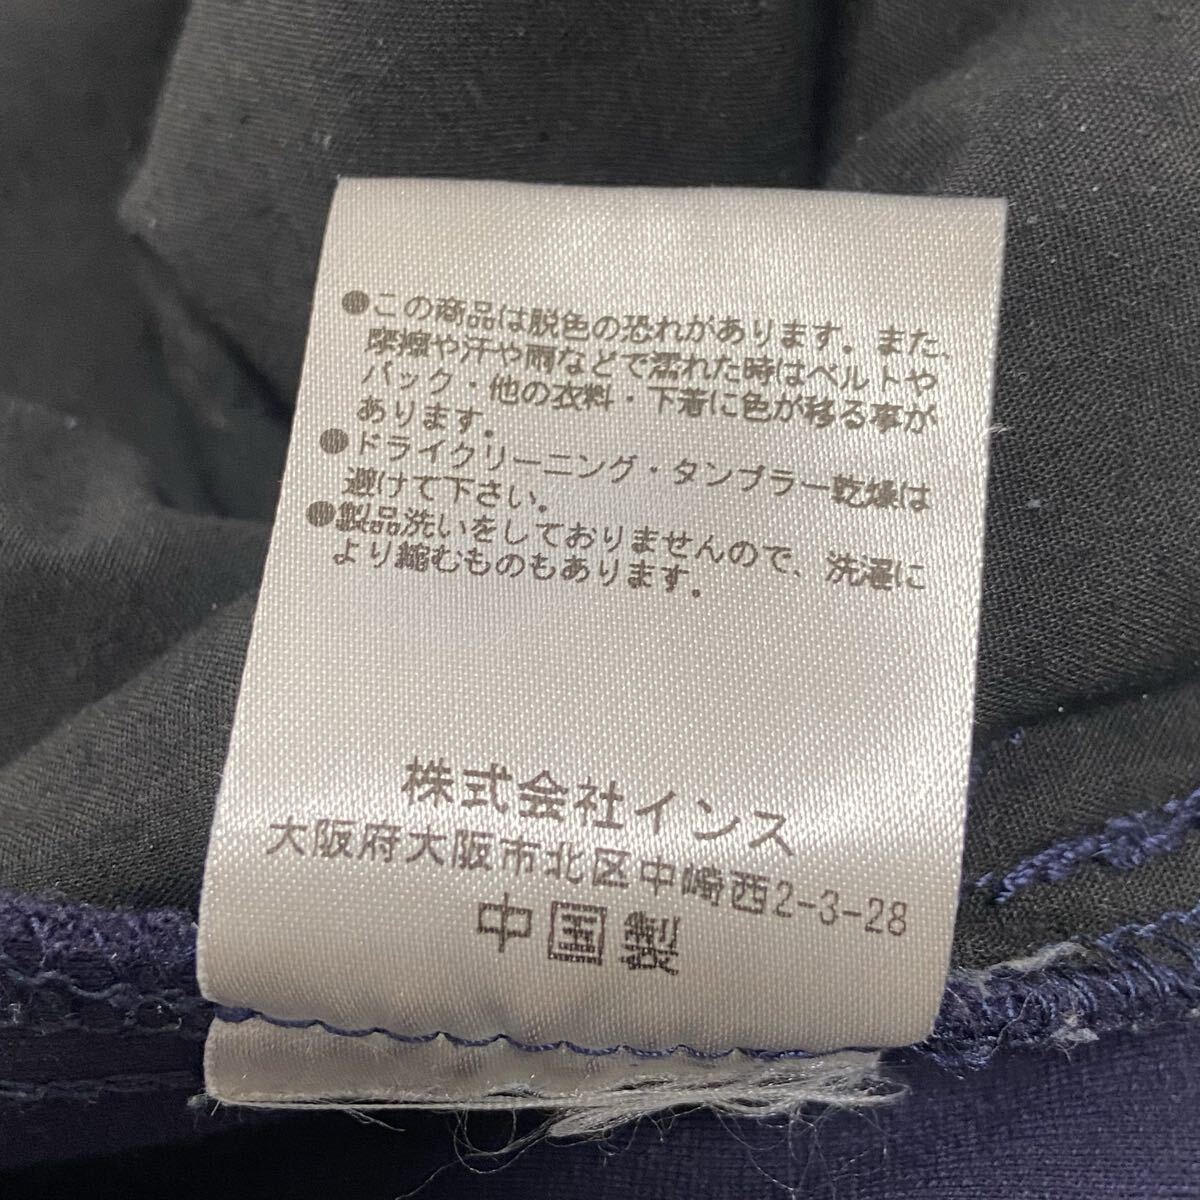 ●この商品は脱色の恐れがあります。また、
摩擦や汗や雨などで濡れた時はベルトや
バック・他の衣料・下着に色が移る事が
あります。
●ドライクリーニング・タンブラー乾燥は
避けて下さい。
●製品洗いをしておりませんので、洗濯に
より縮むものもあります。
株式会社インス
大阪府大阪市北区中崎西2-3-28
中国製